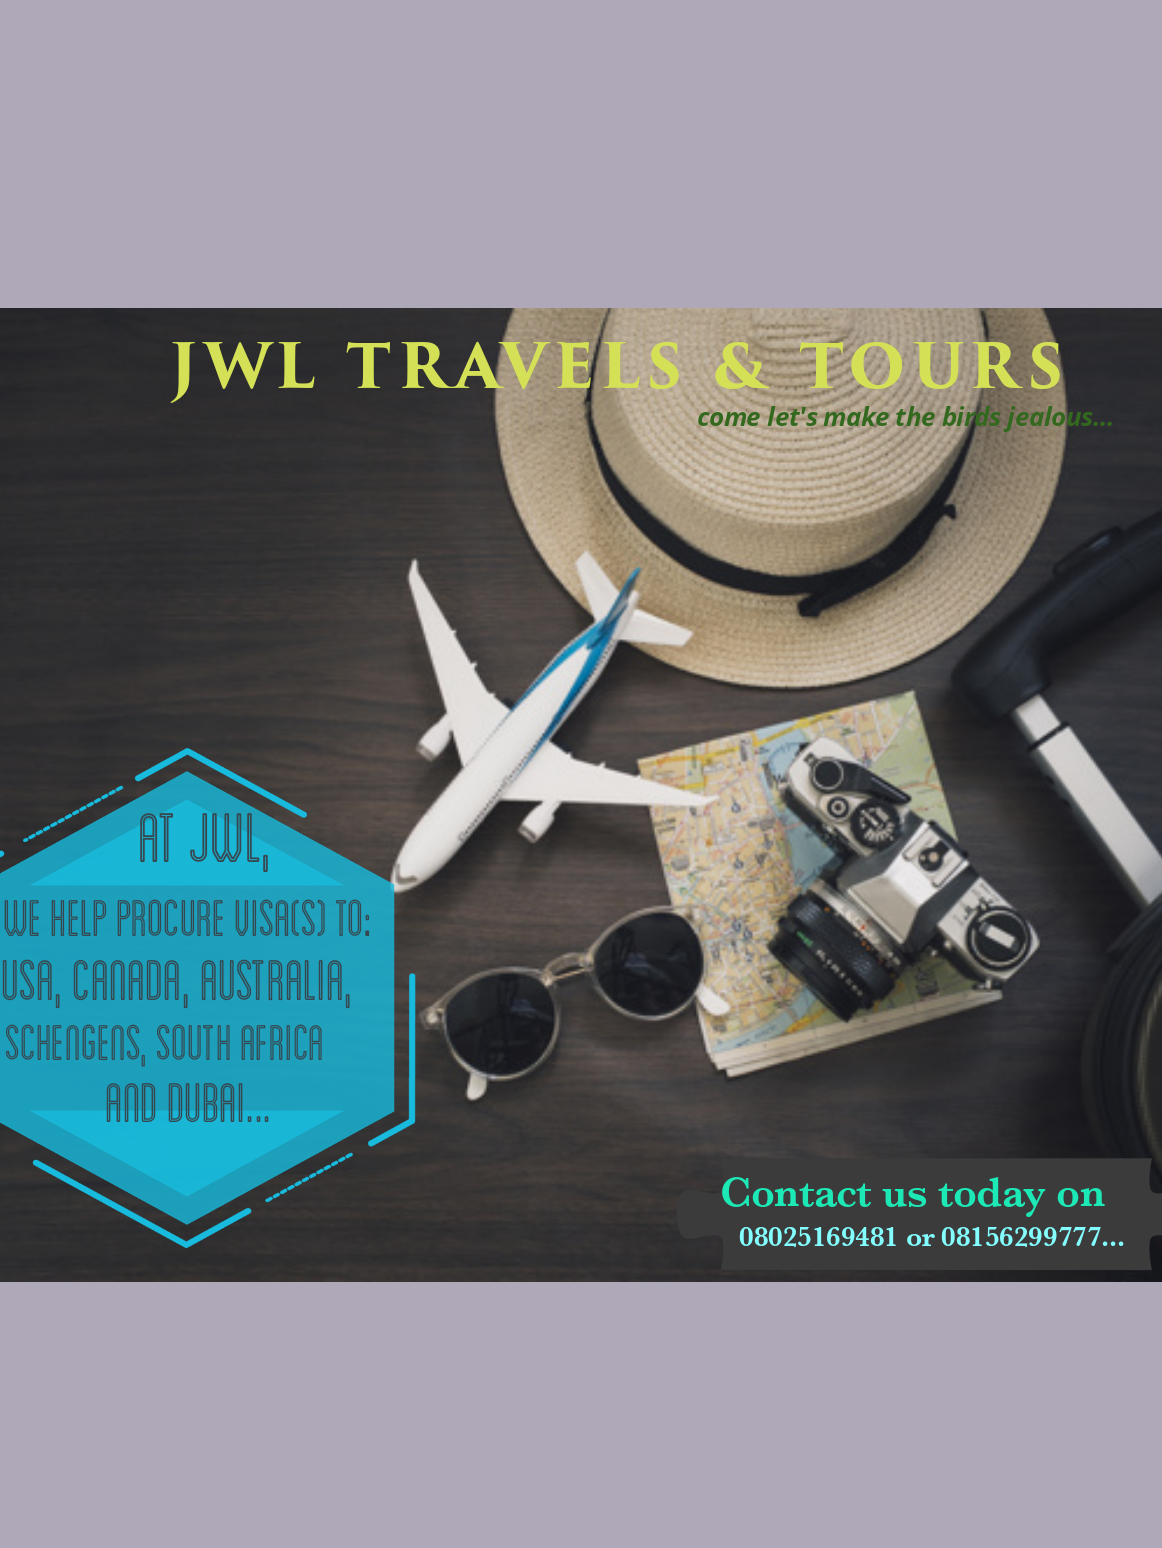 JWL TRAVELS & TOURS
come let's make the birds jealous...
AT JWL,
WE HELP PROCURE VISA(S) TO:
USA, CANADA, AUSTRALIA,
SCHENGENS, SOUTH AFRICA
AND DUBAI...
Contact us today on
08025169481 or 08156299777...